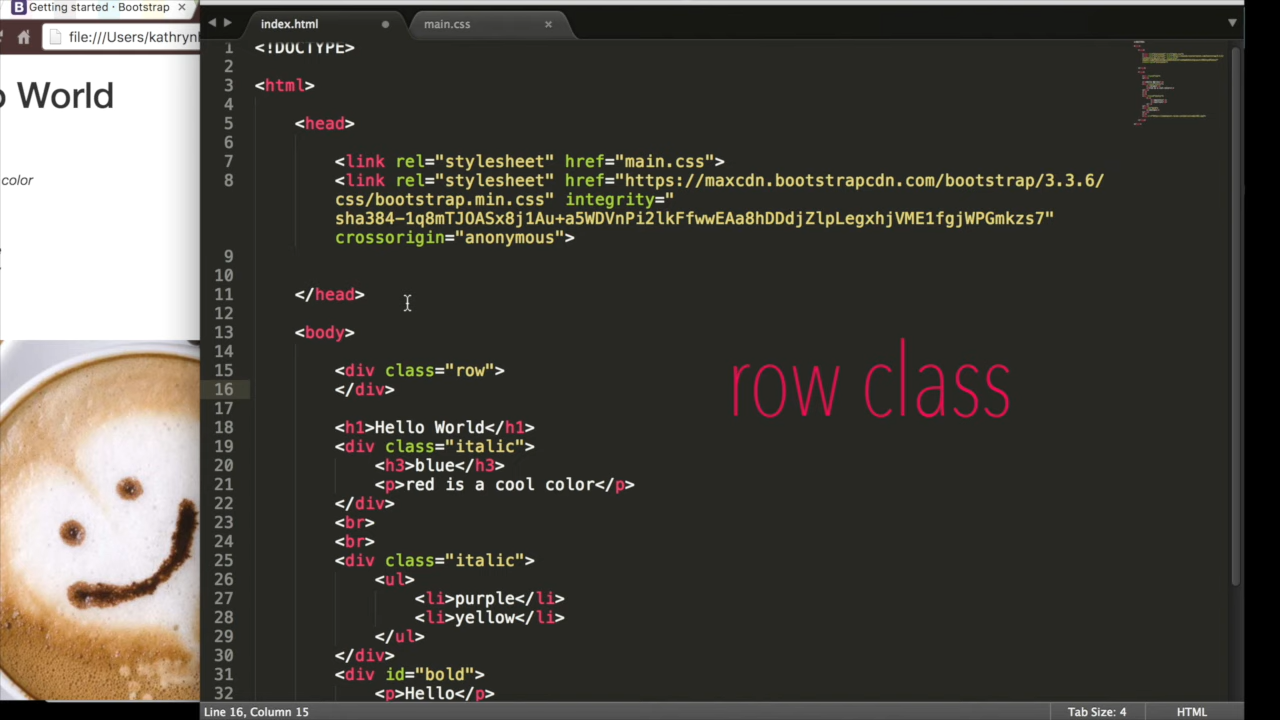 Getting started · Bootstrap ×
file:///Users/kathrynh
o World
color
index.html
main.css ×
1 <!DOCTYPE>
2
3 <html>
4
5 <head>
6
7 <link rel="stylesheet" href="main.css">
8 <link rel="stylesheet" href="https://maxcdn.bootstrapcdn.com/bootstrap/3.3.6/
css/bootstrap.min.css" integrity="
sha384-1q8mTJOASx8j1Au+a5WDVnPi2lkFfwwEAa8hDDdjZlpLegxhjVME1fgjWPGmkzs7"
crossorigin="anonymous">
9
10
11 </head>
12
13 <body>
14
15 <div class="row">
16 </div>
17
18 <h1>Hello World</h1>
19 <div class="italic">
20 <h3>blue</h3>
21 <p>red is a cool color</p>
22 </div>
23 <br>
24 <br>
25 <div class="italic">
26 <ul>
27 <li>purple</li>
28 <li>yellow</li>
29 </ul>
30 </div>
31 <div id="bold">
32 <p>Hello</p>
row class
Line 16, Column 15
Tab Size: 4
HTML